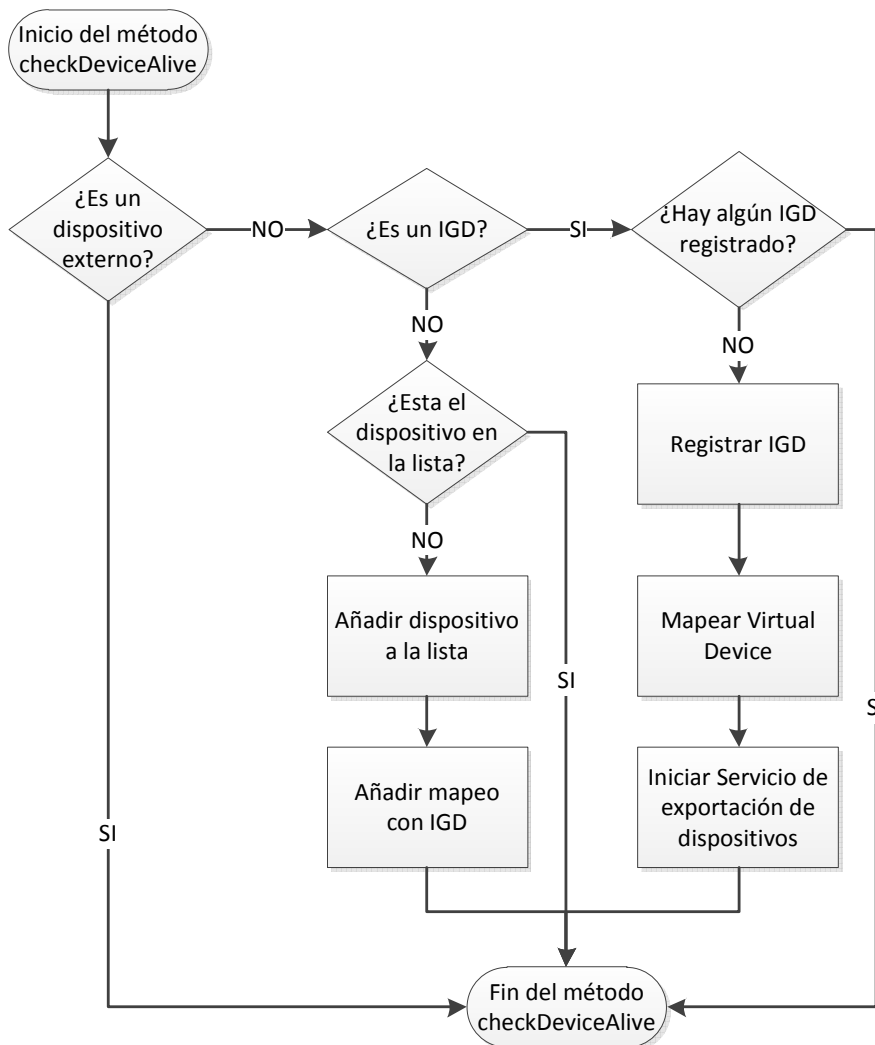 Inicio del método
checkDeviceAlive
¿Es un
dispositivo
externo?
NO
¿Es un IGD?
SI
¿Hay algún IGD
registrado?
NO
NO
¿Esta el
dispositivo en
la lista?
Registrar IGD
NO
Añadir dispositivo
a la lista
Mapear Virtual
Device
SI
S
Añadir mapeo
con IGD
Iniciar Servicio de
exportación de
dispositivos
SI
Fin del método
checkDeviceAlive